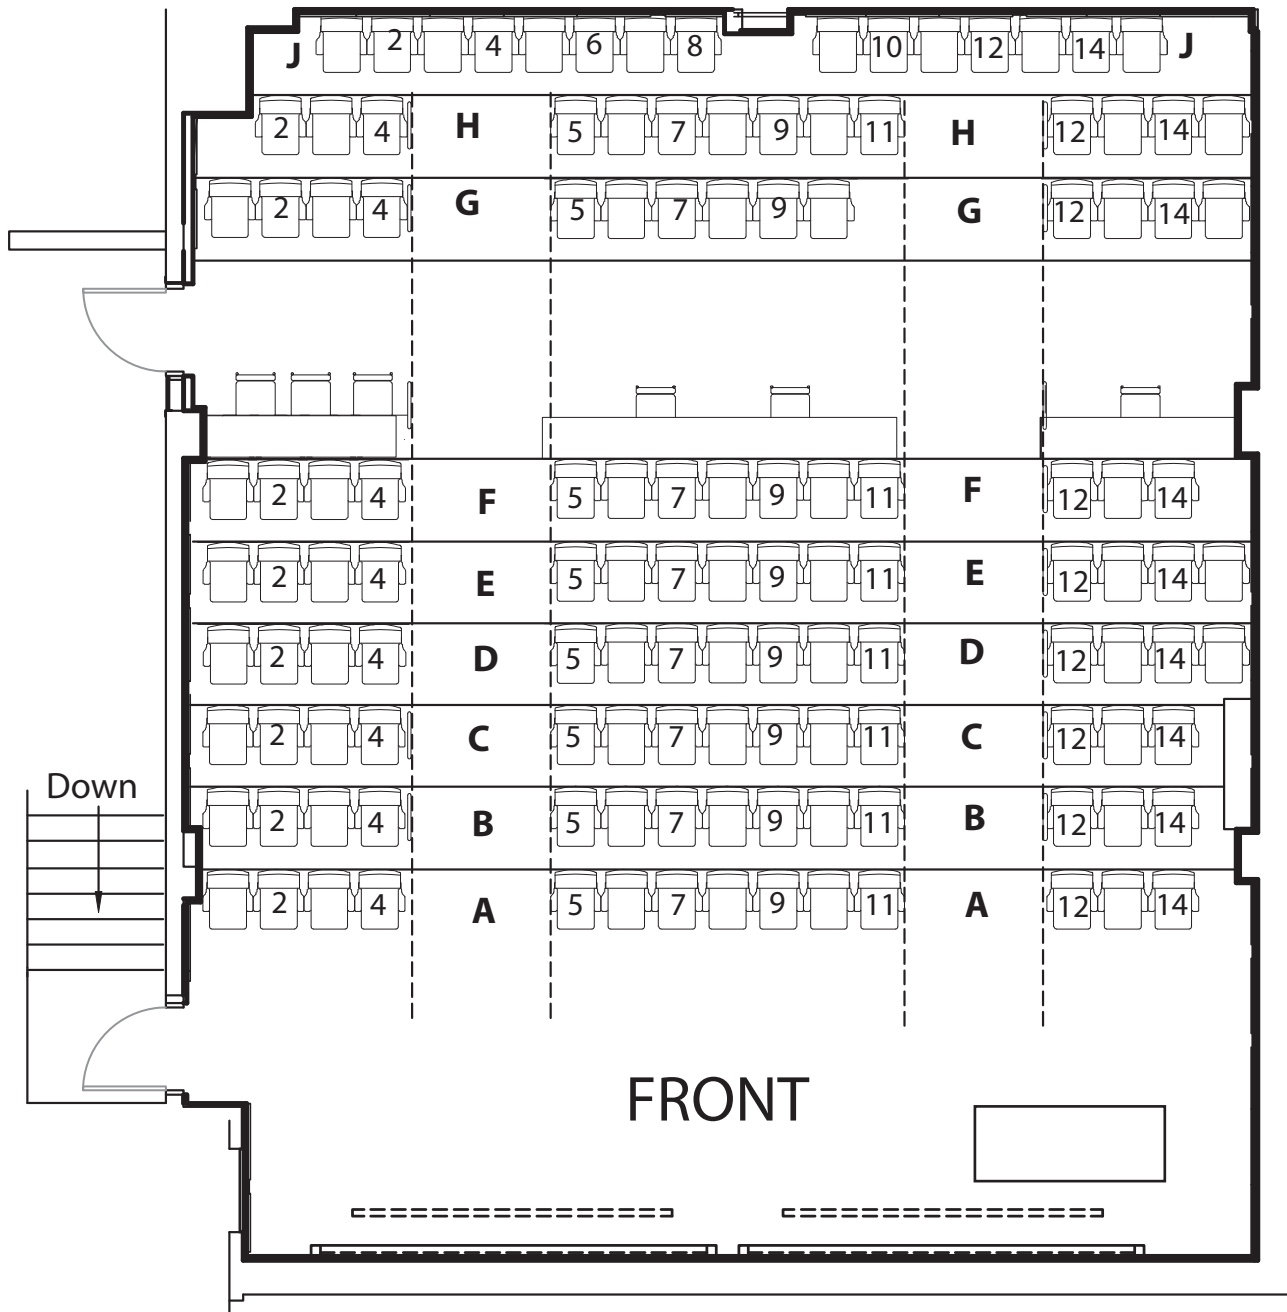 J 2 4 6 8 10 12 14 J
2 4 H 5 7 9 11 H 12 14
2 4 G 5 7 9 G 12 14
2 4 F 5 7 9 11 F 12 14
2 4 E 5 7 9 11 E 12 14
2 4 D 5 7 9 11 D 12 14
2 4 C 5 7 9 11 C 12 14
Down
2 4 B 5 7 9 11 B 12 14
2 4 A 5 7 9 11 A 12 14
FRONT